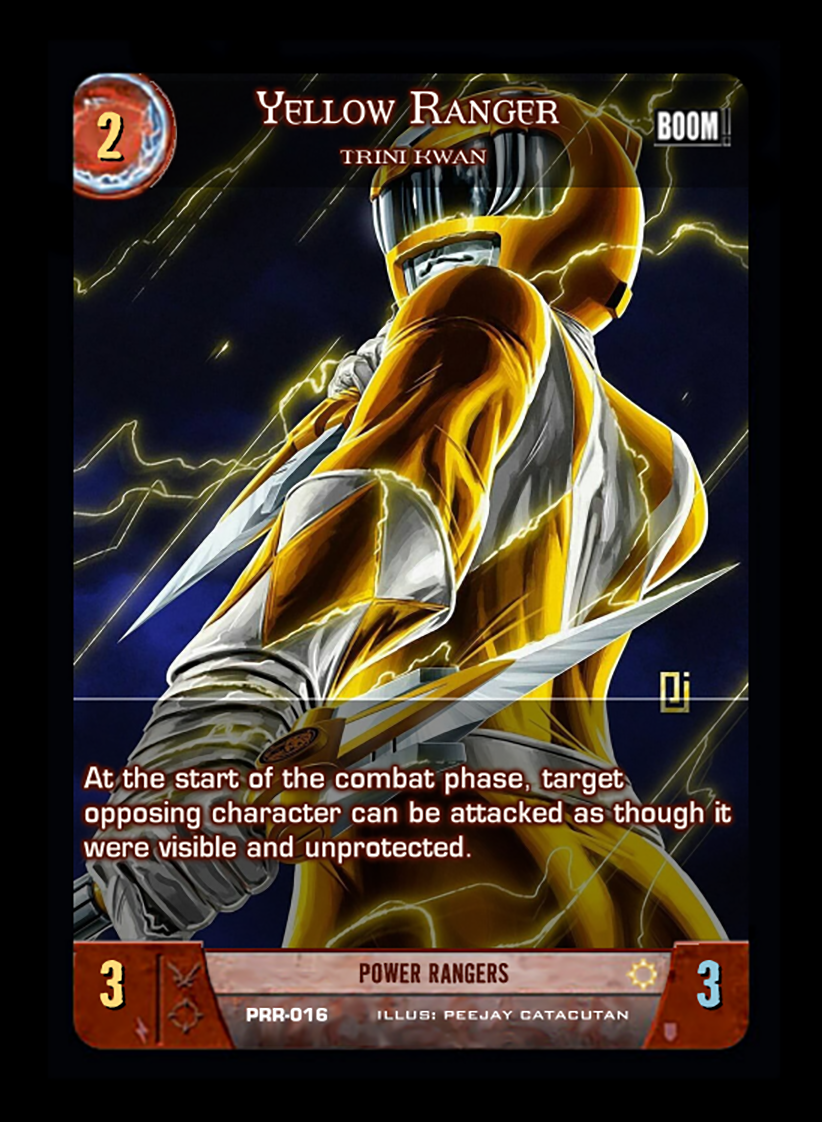 2
YELLOW RANGER
TRINI KWAN
BOOM!
At the start of the combat phase, target
opposing character can be attacked as though it
were visible and unprotected.
3
POWER RANGERS
3
PRR-016 ILLUS: PEEJAY CATACUTAN